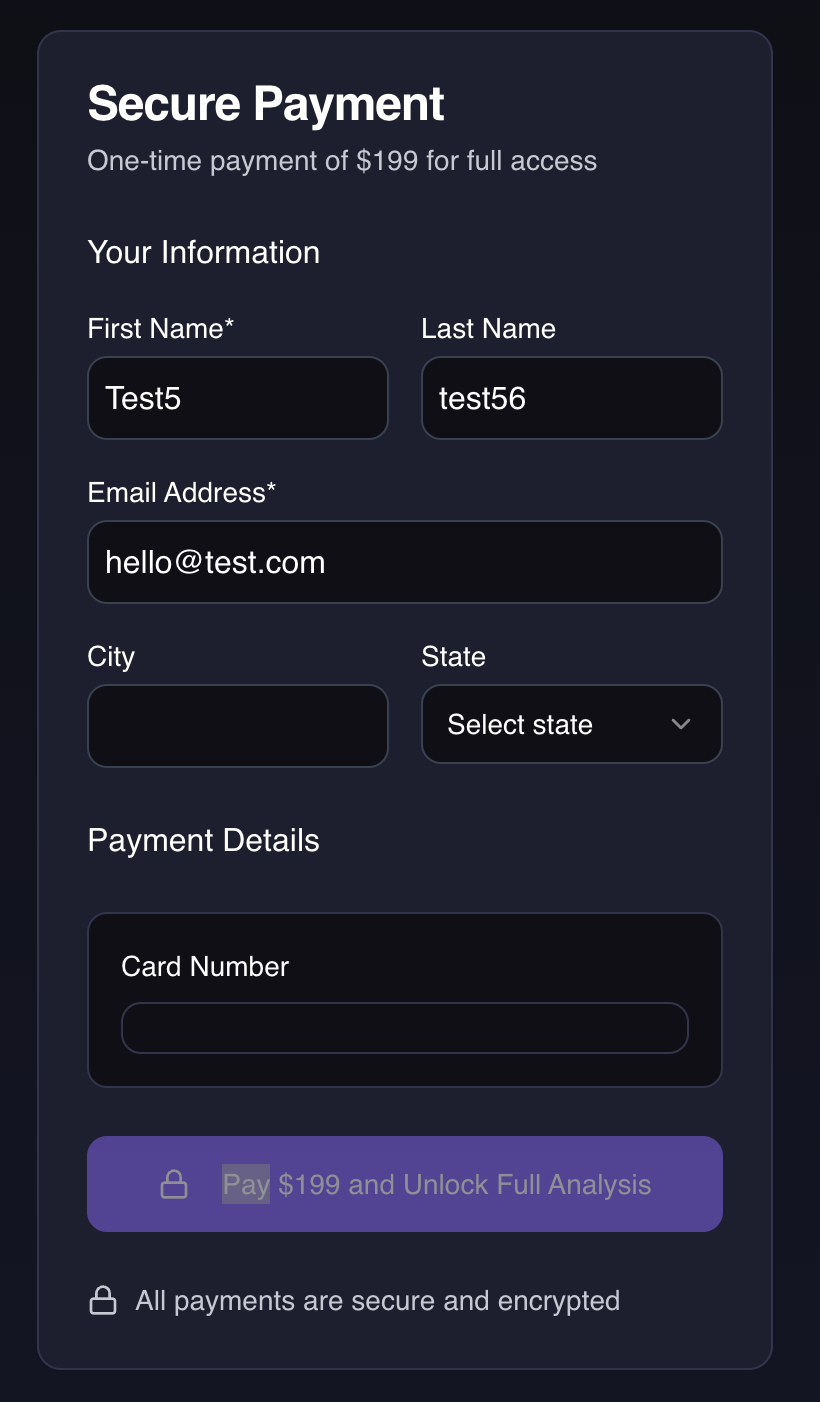 Secure Payment
One-time payment of $199 for full access
Your Information
First Name*
Last Name
Test5
test56
Email Address*
hello@test.com
City
State
Select state
Payment Details
Card Number
Pay $199 and Unlock Full Analysis
All payments are secure and encrypted